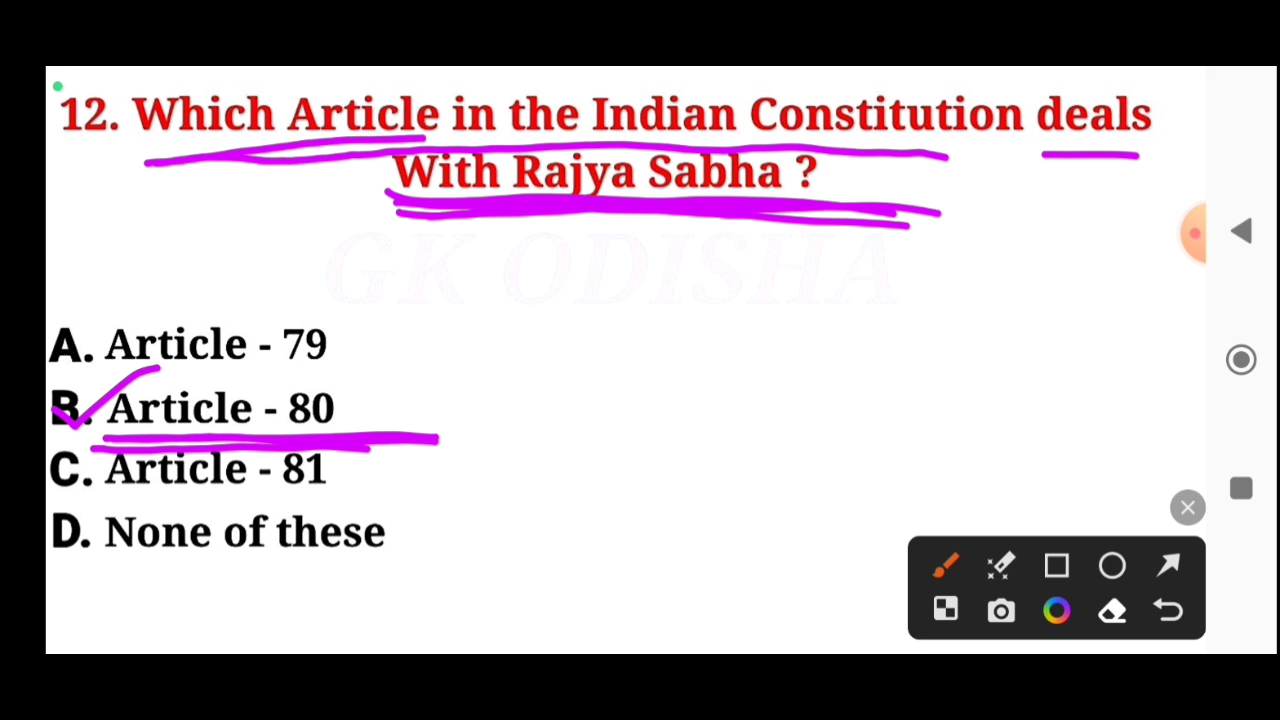 12. Which Article in the Indian Constitution deals
With Rajya Sabha ?
GK ODISHA
A. Article - 79
B. Article - 80
C. Article - 81
D. None of these